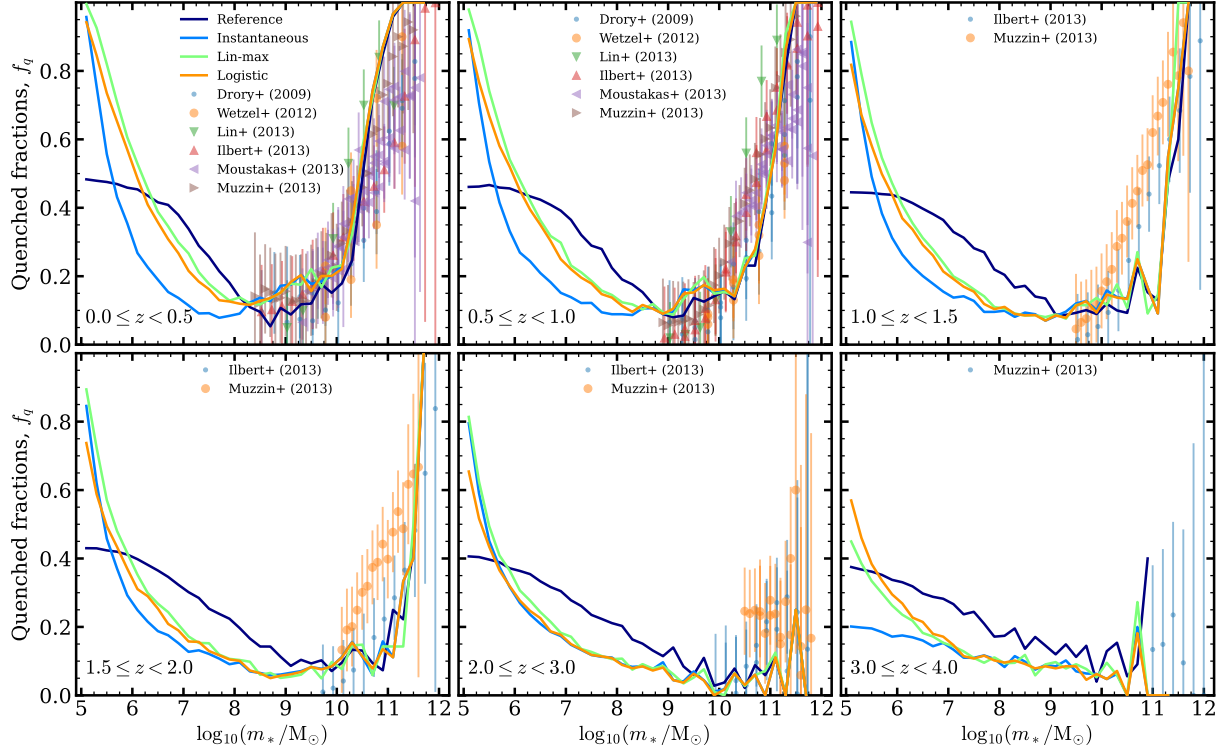 Quenched fractions, f_q
0.8
0.6
0.4
0.2
0.0
Reference
Instantaneous
Lin-max
Logistic
Drory+ (2009)
Wetzel+ (2012)
Lin+ (2013)
Ilbert+ (2013)
Moustakas+ (2013)
Muzzin+ (2013)
0.0 ≤ z < 0.5
Drory+ (2009)
Wetzel+ (2012)
Lin+ (2013)
Ilbert+ (2013)
Moustakas+ (2013)
Muzzin+ (2013)
0.5 ≤ z < 1.0
Ilbert+ (2013)
Muzzin+ (2013)
1.0 ≤ z < 1.5
Quenched fractions, f_q
0.8
0.6
0.4
0.2
0.0
Ilbert+ (2013)
Muzzin+ (2013)
1.5 ≤ z < 2.0
5 6 7 8 9 10 11 12
log₁₀(m_*/M_⊙)
Ilbert+ (2013)
Muzzin+ (2013)
2.0 ≤ z < 3.0
5 6 7 8 9 10 11 12
log₁₀(m_*/M_⊙)
Muzzin+ (2013)
3.0 ≤ z < 4.0
5 6 7 8 9 10 11 12
log₁₀(m_*/M_⊙)